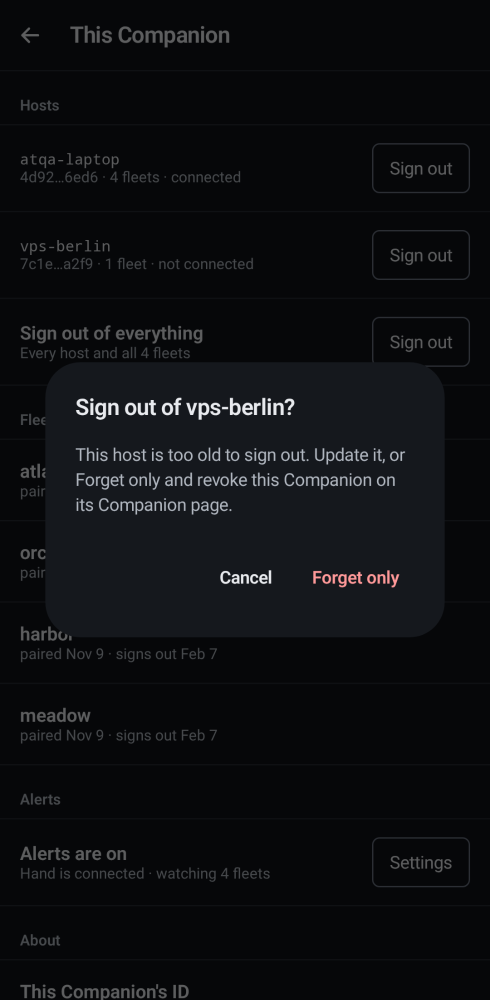 This Companion
Hosts
atqa-laptop
4d92…6ed6 · 4 fleets · connected
Sign out
vps-berlin
7c1e…a2f9 · 1 fleet · not connected
Sign out
Sign out of everything
Every host and all 4 fleets
Sign out
Sign out of vps-berlin?
This host is too old to sign out. Update it, or
Forget only and revoke this Companion on
its Companion page.
Cancel
Forget only
harbor
paired Nov 9 · signs out Feb 7
meadow
paired Nov 9 · signs out Feb 7
Alerts
Alerts are on
Hand is connected · watching 4 fleets
Settings
About
This Companion's ID